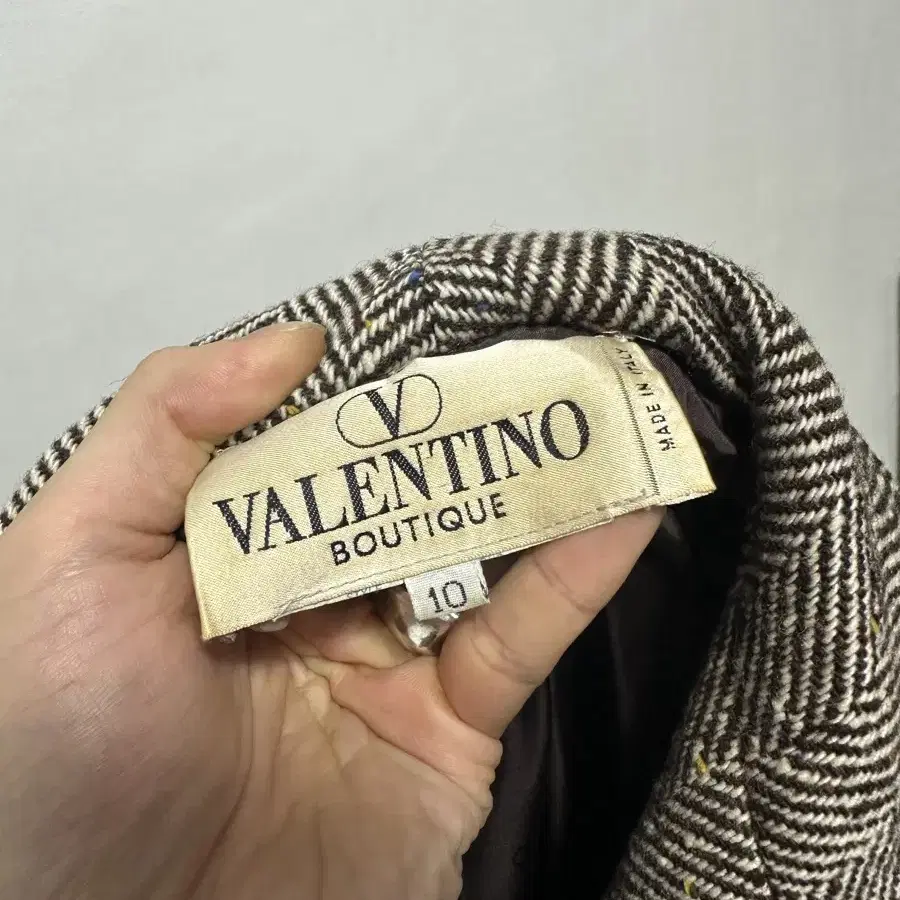 V
VALENTINO
BOUTIQUE
MADE IN ITALY
10